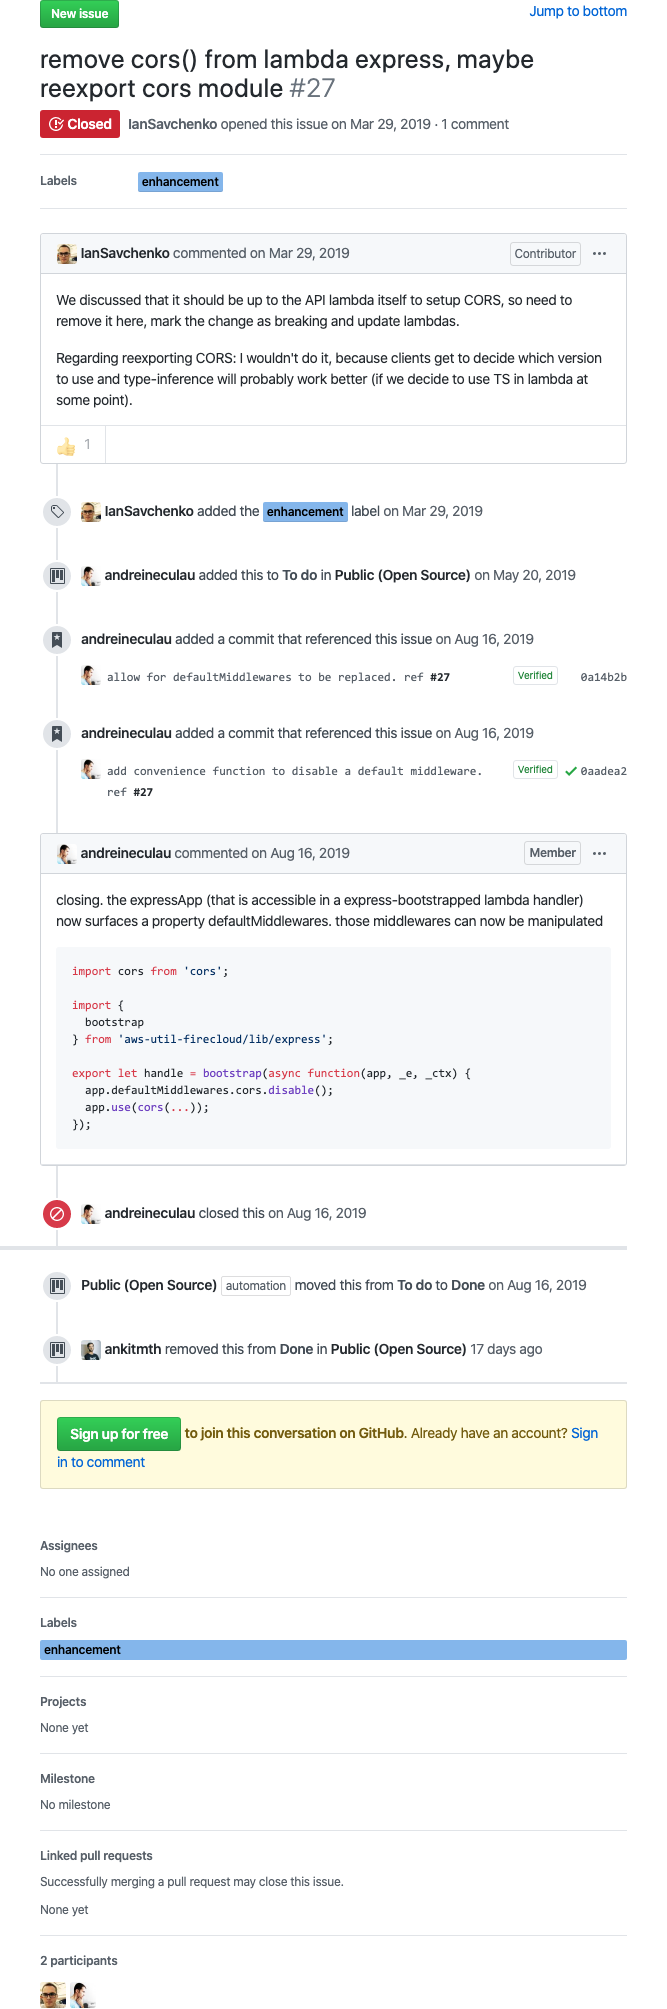 New issue
Jump to bottom
remove cors() from lambda express, maybe
reexport cors module #27
Closed IanSavchenko opened this issue on Mar 29, 2019 · 1 comment
Labels enhancement
IanSavchenko commented on Mar 29, 2019 Contributor ···
We discussed that it should be up to the API lambda itself to setup CORS, so need to
remove it here, mark the change as breaking and update lambdas.
Regarding reexporting CORS: I wouldn't do it, because clients get to decide which version
to use and type-inference will probably work better (if we decide to use TS in lambda at
some point).
👍 1
IanSavchenko added the enhancement label on Mar 29, 2019
andreineculau added this to To do in Public (Open Source) on May 20, 2019
andreineculau added a commit that referenced this issue on Aug 16, 2019
allow for defaultMiddlewares to be replaced. ref #27 Verified 0a14b2b
andreineculau added a commit that referenced this issue on Aug 16, 2019
add convenience function to disable a default middleware. Verified 0aadea2
ref #27
andreineculau commented on Aug 16, 2019 Member ···
closing. the expressApp (that is accessible in a express-bootstrapped lambda handler)
now surfaces a property defaultMiddlewares. those middlewares can now be manipulated
import cors from 'cors';
import {
  bootstrap
} from 'aws-util-firecloud/lib/express';
export let handle = bootstrap(async function(app, _e, _ctx) {
  app.defaultMiddlewares.cors.disable();
  app.use(cors(...));
});
andreineculau closed this on Aug 16, 2019
Public (Open Source) automation moved this from To do to Done on Aug 16, 2019
ankitmth removed this from Done in Public (Open Source) 17 days ago
Sign up for free to join this conversation on GitHub. Already have an account? Sign
in to comment
Assignees
No one assigned
Labels
enhancement
Projects
None yet
Milestone
No milestone
Linked pull requests
Successfully merging a pull request may close this issue.
None yet
2 participants